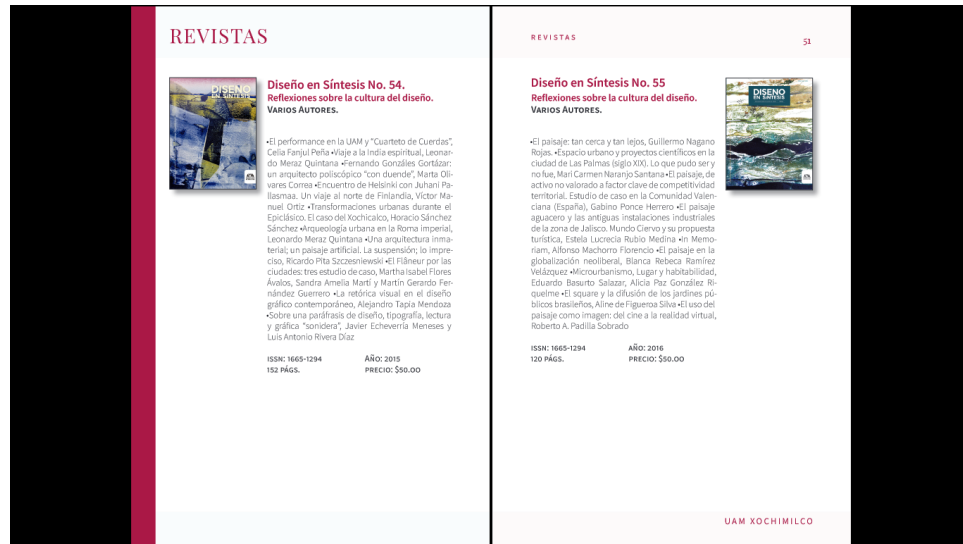 REVISTAS
DISEÑO
EN SÍNTESIS
Diseño en Síntesis No. 54.
Reflexiones sobre la cultura del diseño.
VARIOS AUTORES.
•El performance en la UAM y “Cuarteto de Cuerdas”,
Celia Fanjul Peña •Viaje a la India espiritual, Leonar-
do Meraz Quintana •Fernando Gonzáles Gortázar:
un arquitecto poliscópico “con duende”, Marta Oli-
vares Correa •Encuentro de Helsinki con Juhani Pa-
llasmaa. Un viaje al norte de Finlandia, Víctor Ma-
nuel Ortiz •Transformaciones urbanas durante el
Epiclásico. El caso del Xochicalco, Horacio Sánchez
Sánchez •Arqueología urbana en la Roma imperial,
Leonardo Meraz Quintana •Una arquitectura inma-
terial; un paisaje artificial. La suspensión; lo impre-
ciso, Ricardo Pita Szczesniewski •El Flâneur por las
ciudades: tres estudio de caso, Martha Isabel Flores
Ávalos, Sandra Amelia Martí y Martín Gerardo Fer-
nández Guerrero •La retórica visual en el diseño
gráfico contemporáneo, Alejandro Tapia Mendoza
•Sobre una paráfrasis de diseño, tipografía, lectura
y gráfica “sonidera”, Javier Echeverría Meneses y
Luis Antonio Rivera Díaz
ISSN: 1665-1294 AÑO: 2015
152 PÁGS. PRECIO: $50.00
REVISTAS
51
Diseño en Síntesis No. 55
Reflexiones sobre la cultura del diseño.
VARIOS AUTORES.
DISEÑO
EN SÍNTESIS
•El paisaje: tan cerca y tan lejos, Guillermo Nagano
Rojas. •Espacio urbano y proyectos científicos en la
ciudad de Las Palmas (siglo XIX). Lo que pudo ser y
no fue, Mari Carmen Naranjo Santana •El paisaje, de
activo no valorado a factor clave de competitividad
territorial. Estudio de caso en la Comunidad Valen-
ciana (España), Gabino Ponce Herrero •El paisaje
aguacero y las antiguas instalaciones industriales
de la zona de Jalisco. Mundo Ciervo y su propuesta
turística, Estela Lucrecia Rubio Medina •In Memo-
riam, Alfonso Machorro Florencio •El paisaje en la
globalización neoliberal, Blanca Rebeca Ramírez
Velázquez •Microurbanismo, Lugar y habitabilidad,
Eduardo Basurto Salazar, Alicia Paz González Ri-
quelme •El square y la difusión de los jardines pú-
blicos brasileños, Aline de Figueroa Silva •El uso del
paisaje como imagen: del cine a la realidad virtual,
Roberto A. Padilla Sobrado
ISSN: 1665-1294 AÑO: 2016
120 PÁGS. PRECIO: $50.00
UAM XOCHIMILCO